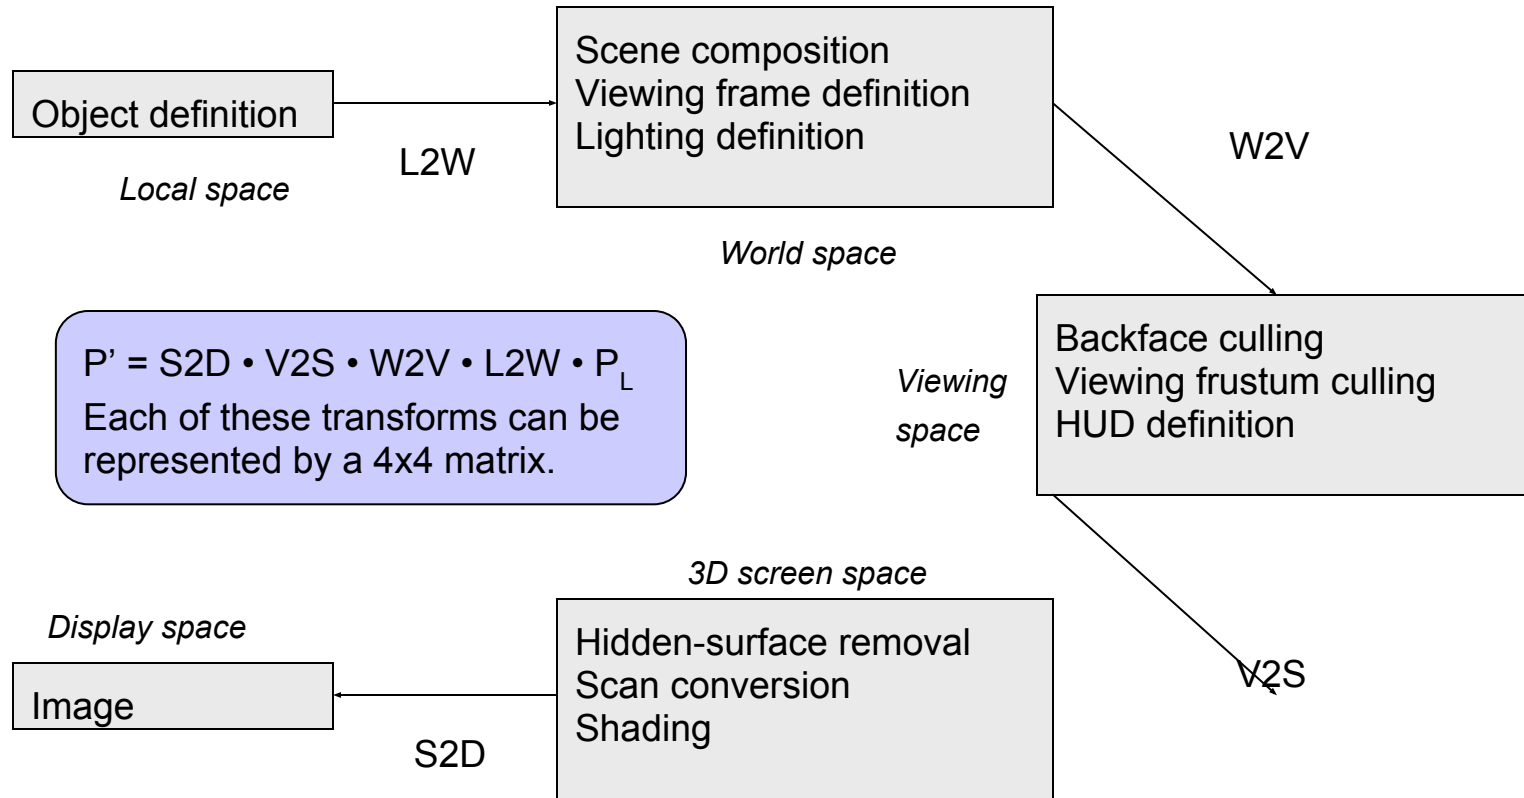 Object definition
Local space
L2W
Scene composition
Viewing frame definition
Lighting definition
World space
W2V
P’ = S2D • V2S • W2V • L2W • P_L
Each of these transforms can be
represented by a 4x4 matrix.
Viewing
space
Backface culling
Viewing frustum culling
HUD definition
V2S
3D screen space
Hidden-surface removal
Scan conversion
Shading
S2D
Display space
Image